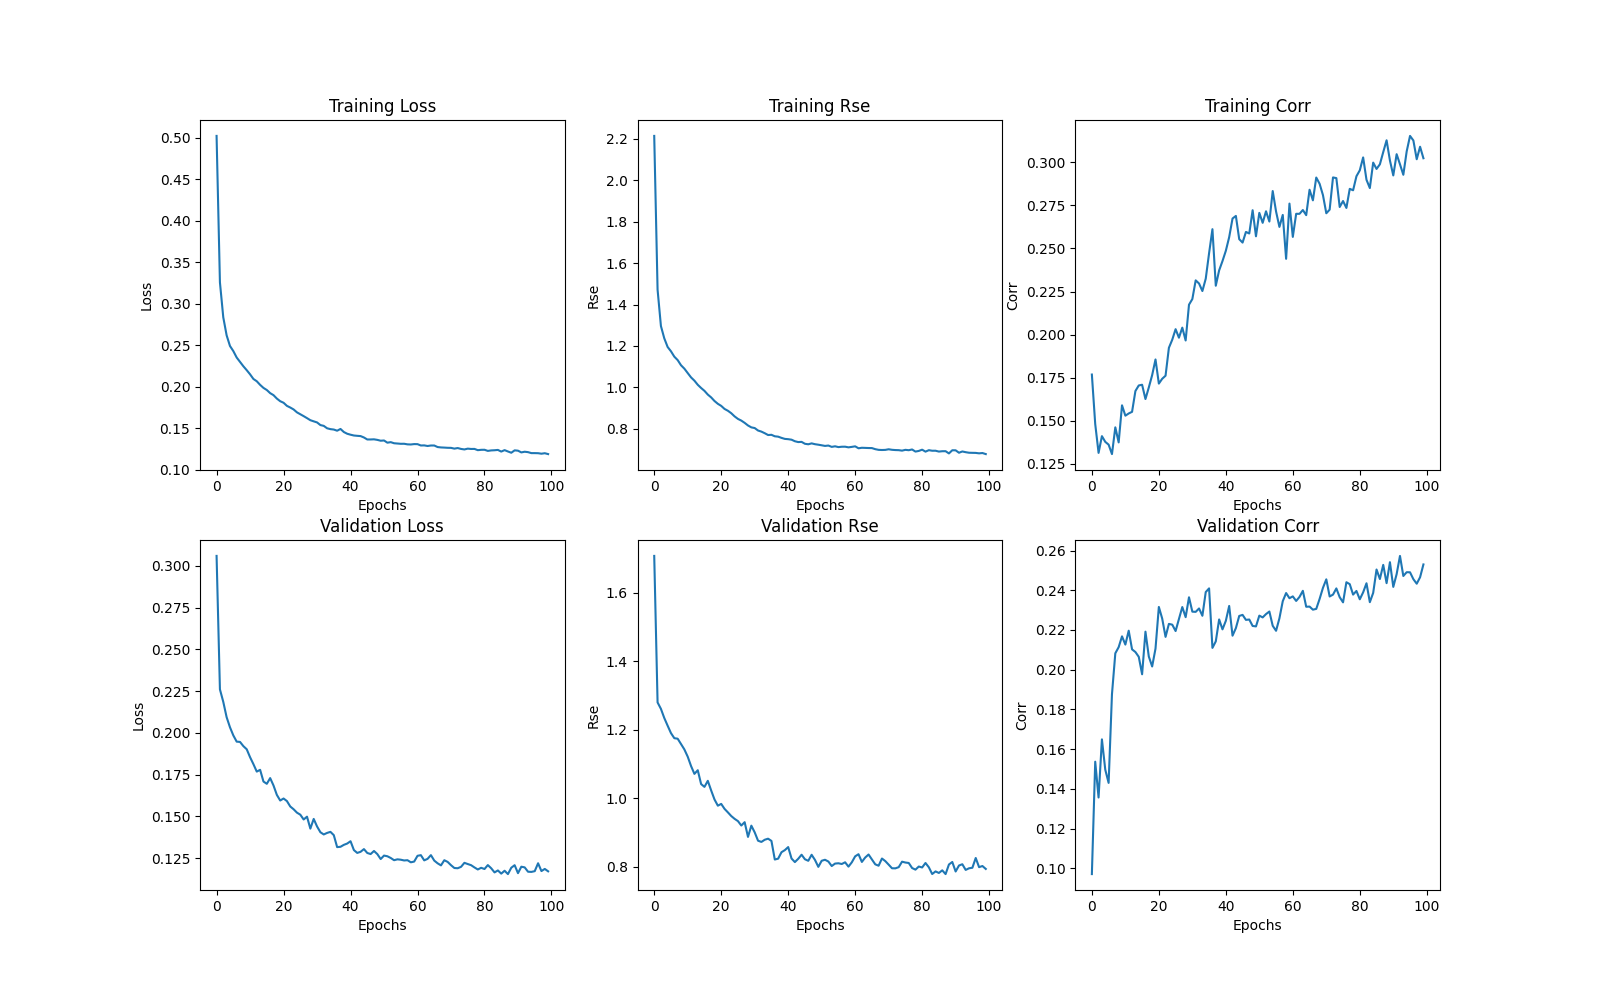 Training Loss
Loss
0.50
0.45
0.40
0.35
0.30
0.25
0.20
0.15
0.10
0 20 40 60 80 100
Epochs
Training Rse
Rse
2.2
2.0
1.8
1.6
1.4
1.2
1.0
0.8
0 20 40 60 80 100
Epochs
Training Corr
Corr
0.300
0.275
0.250
0.225
0.200
0.175
0.150
0.125
0 20 40 60 80 100
Epochs
Validation Loss
Loss
0.300
0.275
0.250
0.225
0.200
0.175
0.150
0.125
0 20 40 60 80 100
Epochs
Validation Rse
Rse
1.6
1.4
1.2
1.0
0.8
0 20 40 60 80 100
Epochs
Validation Corr
Corr
0.26
0.24
0.22
0.20
0.18
0.16
0.14
0.12
0.10
0 20 40 60 80 100
Epochs